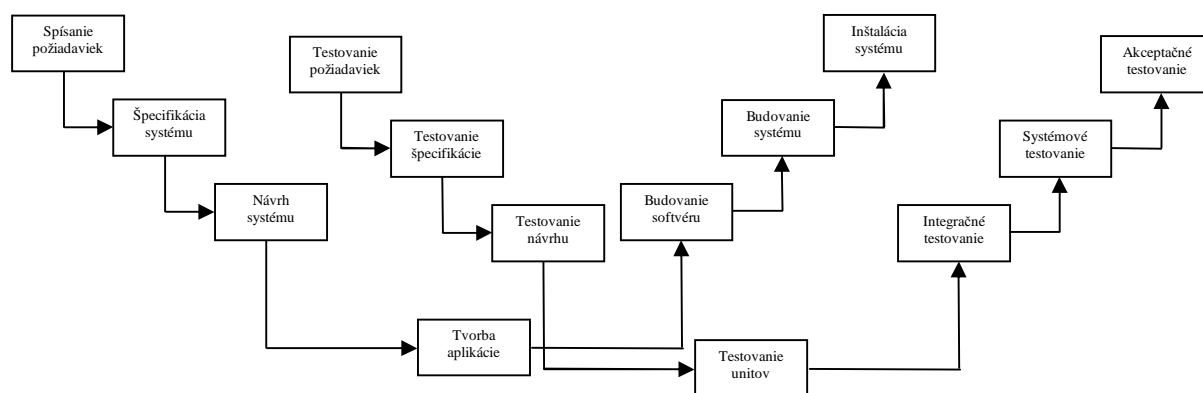 Spísanie
požiadaviek
Testovanie
požiadaviek
Inštalácia
systému
Akceptačné
testovanie
Špecifikácia
systému
Testovanie
špecifikácie
Budovanie
systému
Systémové
testovanie
Návrh
systému
Testovanie
návrhu
Budovanie
softvéru
Integračné
testovanie
Tvorba
aplikácie
Testovanie
unitov